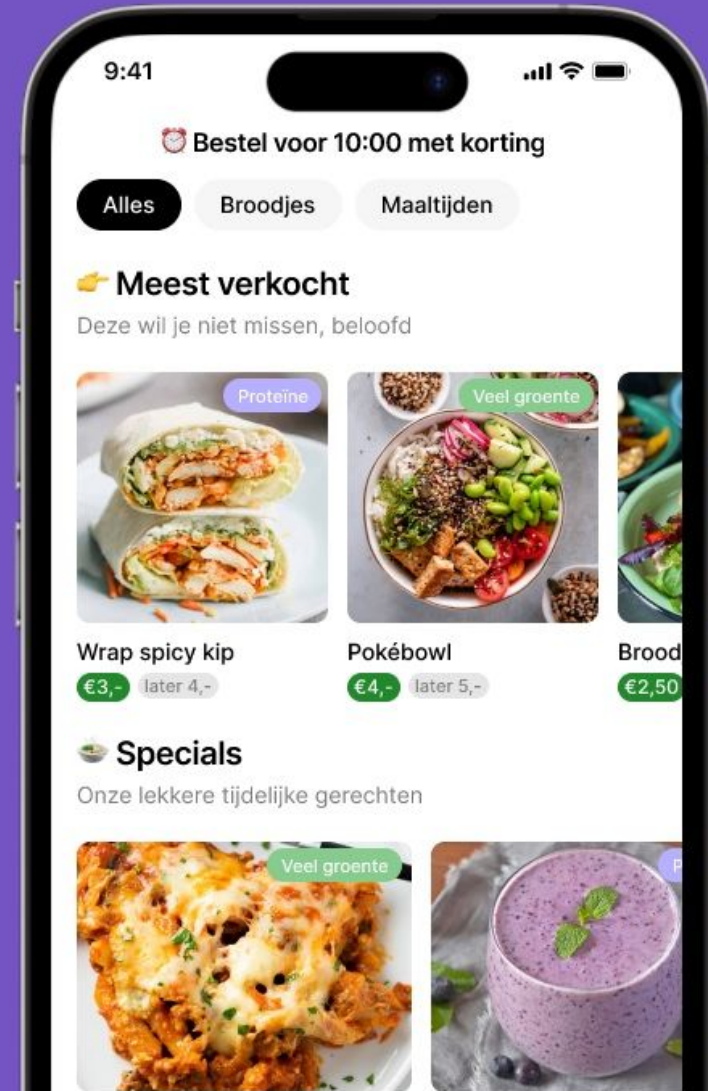 9:41
⏰ Bestel voor 10:00 met korting
Alles Broodjes Maaltijden
👉 Meest verkocht
Deze wil je niet missen, beloofd
Proteïne Veel groente
Wrap spicy kip Pokébowl Brood
€3,- later 4,- €4,- later 5,- €2,50
🍲 Specials
Onze lekkere tijdelijke gerechten
Veel groente P